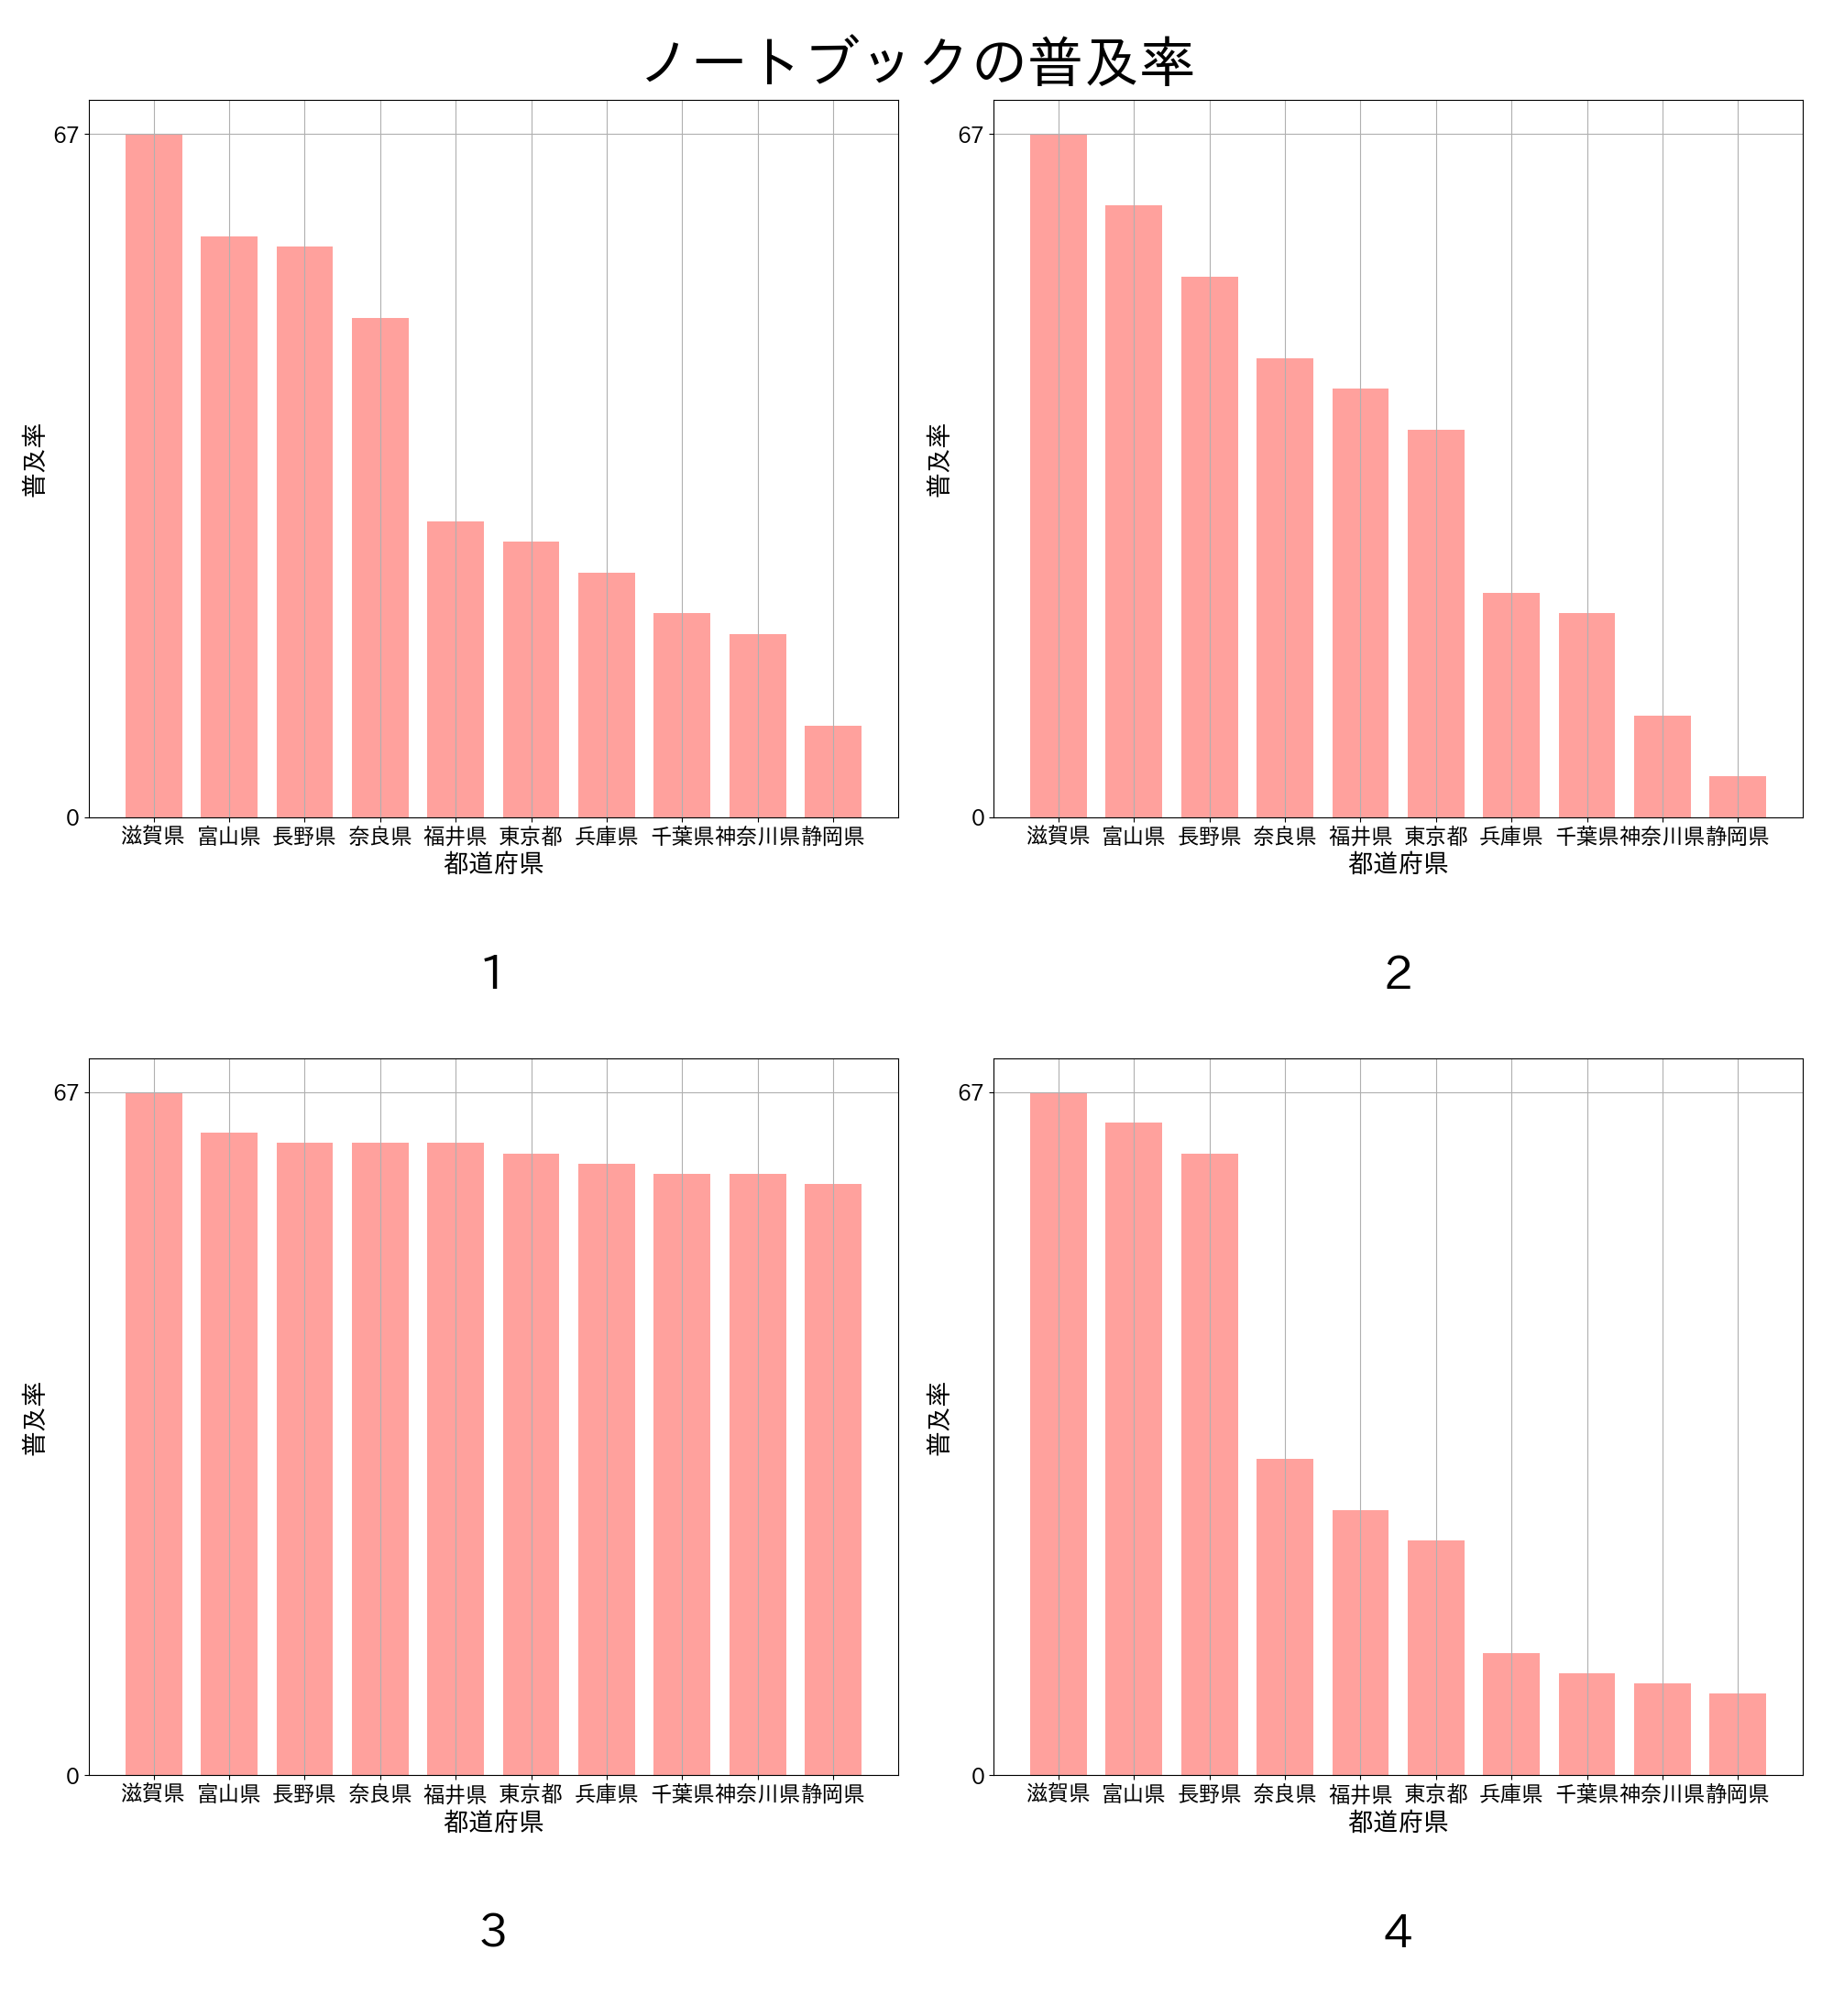 ノートブックの普及率
67
0
普及率
滋賀県 富山県 長野県 奈良県 福井県 東京都 兵庫県 千葉県 神奈川県 静岡県
都道府県
1
67
0
普及率
滋賀県 富山県 長野県 奈良県 福井県 東京都 兵庫県 千葉県 神奈川県 静岡県
都道府県
2
67
0
普及率
滋賀県 富山県 長野県 奈良県 福井県 東京都 兵庫県 千葉県 神奈川県 静岡県
都道府県
3
67
0
普及率
滋賀県 富山県 長野県 奈良県 福井県 東京都 兵庫県 千葉県 神奈川県 静岡県
都道府県
4